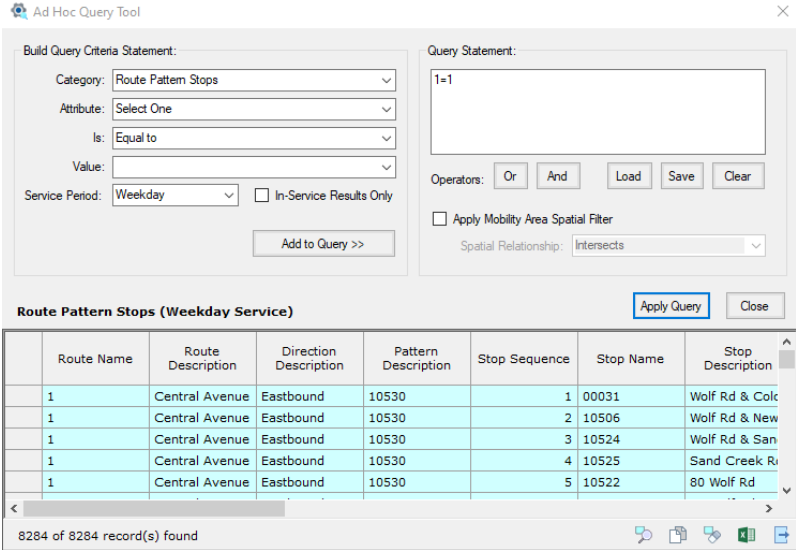 Ad Hoc Query Tool
Build Query Criteria Statement:
Category: Route Pattern Stops
Attribute: Select One
Is: Equal to
Value:
Service Period: Weekday In-Service Results Only
Add to Query >>
Query Statement:
1=1
Operators: Or And Load Save Clear
Apply Mobility Area Spatial Filter
Spatial Relationship: Intersects
Route Pattern Stops (Weekday Service)
Apply Query Close
Route Name Route Description Direction Description Pattern Description Stop Sequence Stop Name Stop Description
1 Central Avenue Eastbound 10530 1 00031 Wolf Rd & Colo
1 Central Avenue Eastbound 10530 2 10506 Wolf Rd & New
1 Central Avenue Eastbound 10530 3 10524 Wolf Rd & San
1 Central Avenue Eastbound 10530 4 10525 Sand Creek R
1 Central Avenue Eastbound 10530 5 10522 80 Wolf Rd
8284 of 8284 record(s) found